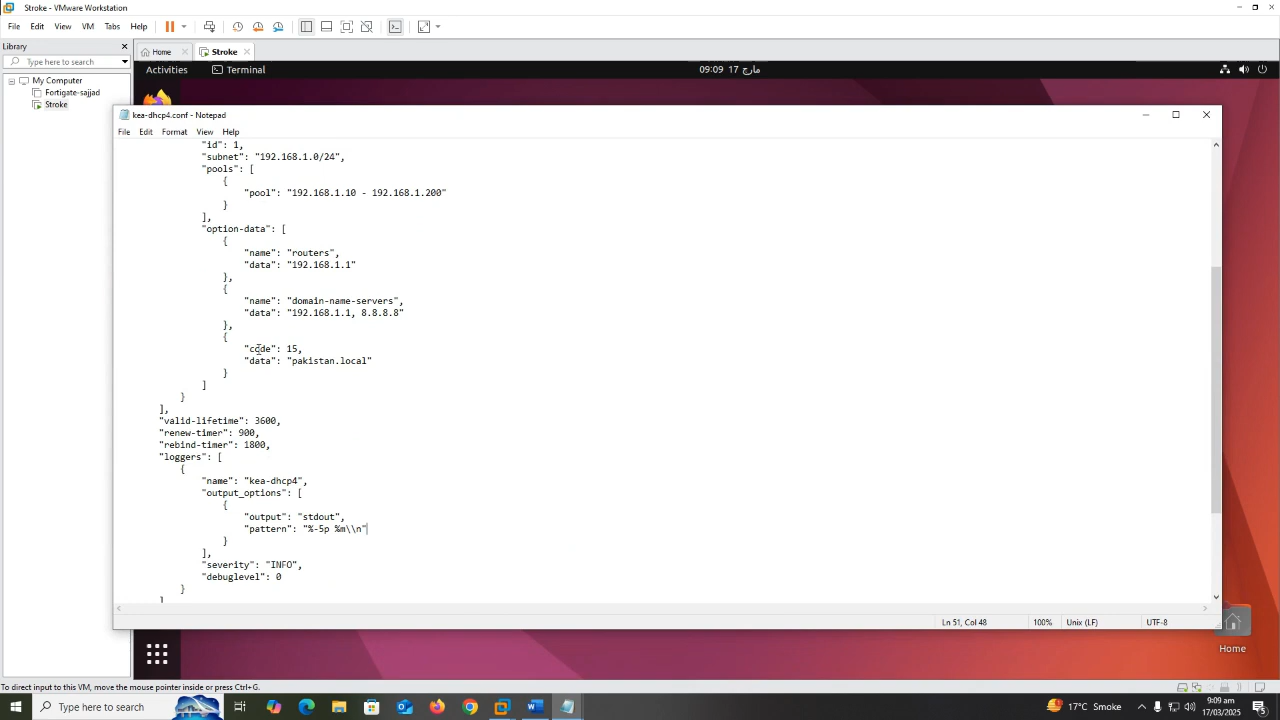 Stroke - VMware Workstation
File Edit View VM Tabs Help
Library
Type here to search
My Computer
Fortigate-sajjad
Stroke
Home
Stroke
Activities
Terminal
مارچ 17 09:09
kea-dhcp4.conf - Notepad
File Edit Format View Help
"id": 1,
"subnet": "192.168.1.0/24",
"pools": [
{
"pool": "192.168.1.10 - 192.168.1.200"
}
],
"option-data": [
{
"name": "routers",
"data": "192.168.1.1"
},
{
"name": "domain-name-servers",
"data": "192.168.1.1, 8.8.8.8"
},
{
"code": 15,
"data": "pakistan.local"
}
]
}
],
"valid-lifetime": 3600,
"renew-timer": 900,
"rebind-timer": 1800,
"loggers": [
{
"name": "kea-dhcp4",
"output_options": [
{
"output": "stdout",
"pattern": "%-5p %m\\n"
}
],
"severity": "INFO",
"debuglevel": 0
}
]
Ln 51, Col 48
100%
Unix (LF)
UTF-8
Home
To direct input to this VM, move the mouse pointer inside or press Ctrl+G.
Type here to search
17°C Smoke
9:09 am
17/03/2025
5